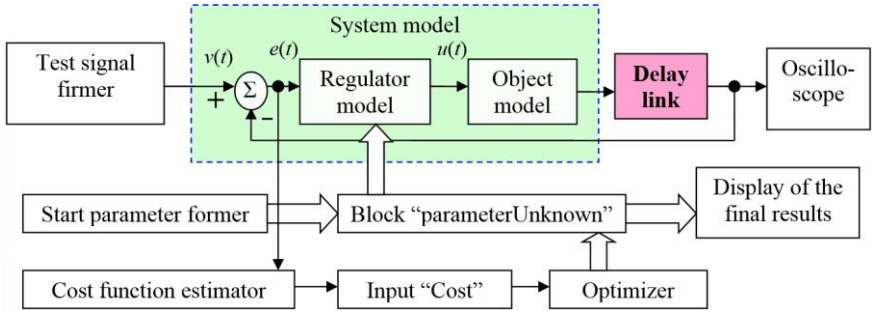 System model
Test signal
firmer
v(t)
e(t)
u(t)
+
Σ
−
Regulator
model
Object
model
Delay
link
Oscillo-
scope
Start parameter former
Block “parameterUnknown”
Display of the
final results
Cost function estimator
Input “Cost”
Optimizer